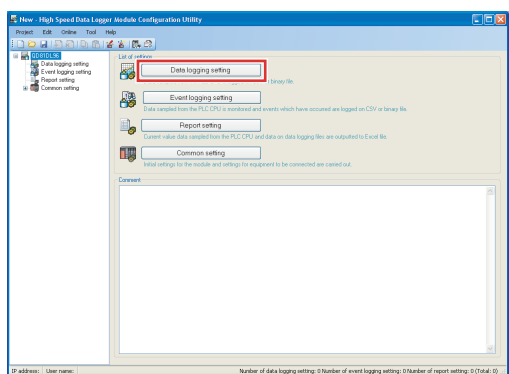 New - High Speed Data Logger Module Configuration Utility
Project Edit Online Tool Help
QD81DL96
Data logging setting
Event logging setting
Report setting
Common setting
List of settings
Data logging setting
binary file.
Event logging setting
Data sampled from the PLC CPU is monitored and events which have occurred are logged on CSV or binary file.
Report setting
Current value data sampled from the PLC CPU and data on data logging files are outputted to Excel file.
Common setting
Initial settings for the module and settings for equipment to be connected are carried out.
Comment
IP address: User name: Number of data logging setting: 0 Number of event logging setting: 0 Number of report setting: 0 (Total: 0)